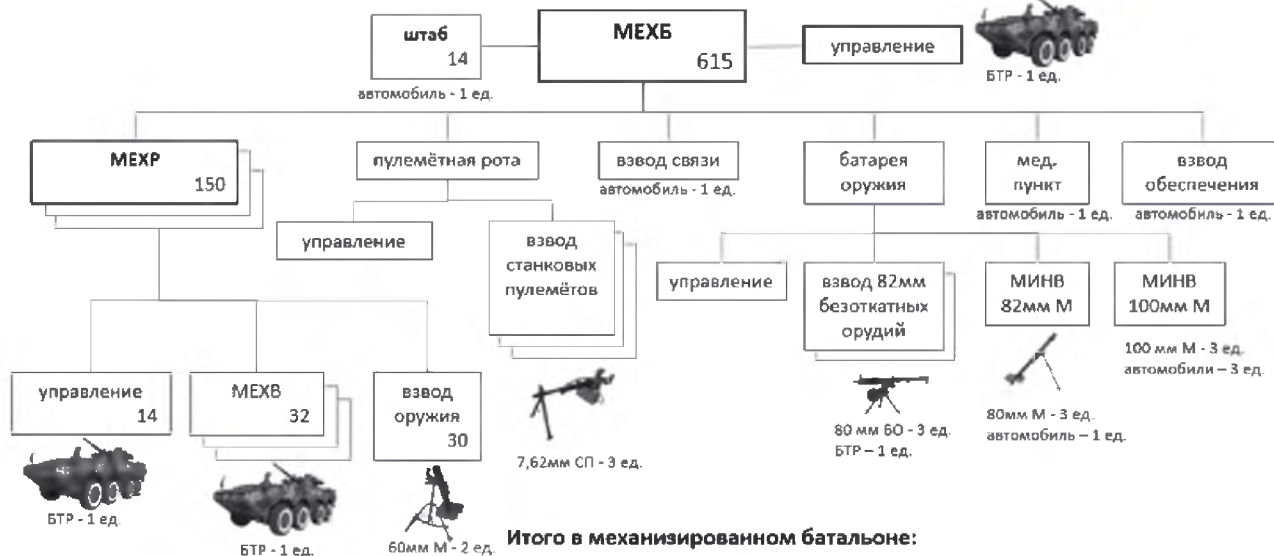 штаб
14
автомобиль - 1 ед.
МЕХБ
615
управление
БТР - 1 ед.
МЕХР
150
пулемётная рота
взвод связи
автомобиль - 1 ед.
батарея
оружия
мед.
пункт
автомобиль - 1 ед.
взвод
обеспечения
автомобиль - 1 ед.
управление
взвод
станковых
пулемётов
управление
взвод 82мм
безоткатных
орудий
МИНВ
82мм М
МИНВ
100мм М
100 мм М - 3 ед.
автомобили – 3 ед.
управление
14
МЕХВ
32
взвод
оружия
30
80 мм БО - 3 ед.
БТР – 1 ед.
80мм М - 3 ед.
автомобиль – 1 ед.
7,62мм СП - 3 ед.
БТР - 1 ед.
БТР - 1 ед.
60мм М - 2 ед.
Итого в механизированном батальоне: